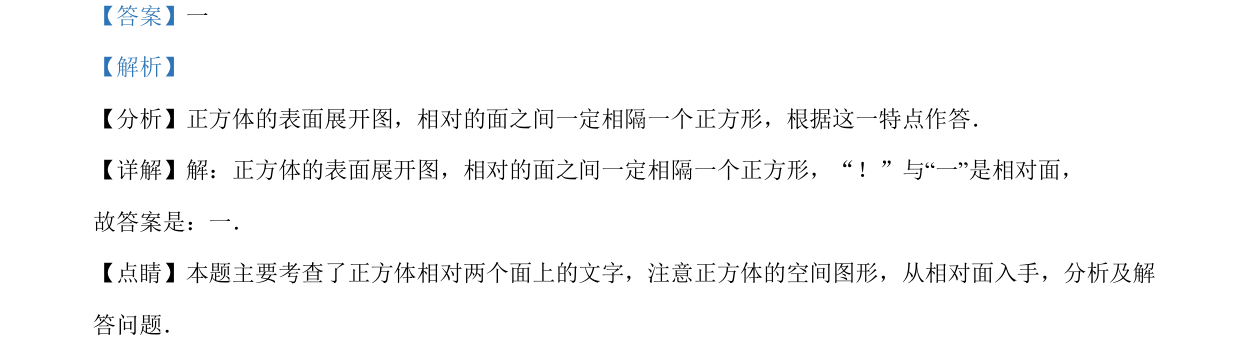 【答案】一
【解析】
【分析】正方体的表面展开图，相对的面之间一定相隔一个正方形，根据这一特点作答．
【详解】解：正方体的表面展开图，相对的面之间一定相隔一个正方形，“！”与“一”是相对面，
故答案是：一．
【点睛】本题主要考查了正方体相对两个面上的文字，注意正方体的空间图形，从相对面入手，分析及解
答问题．